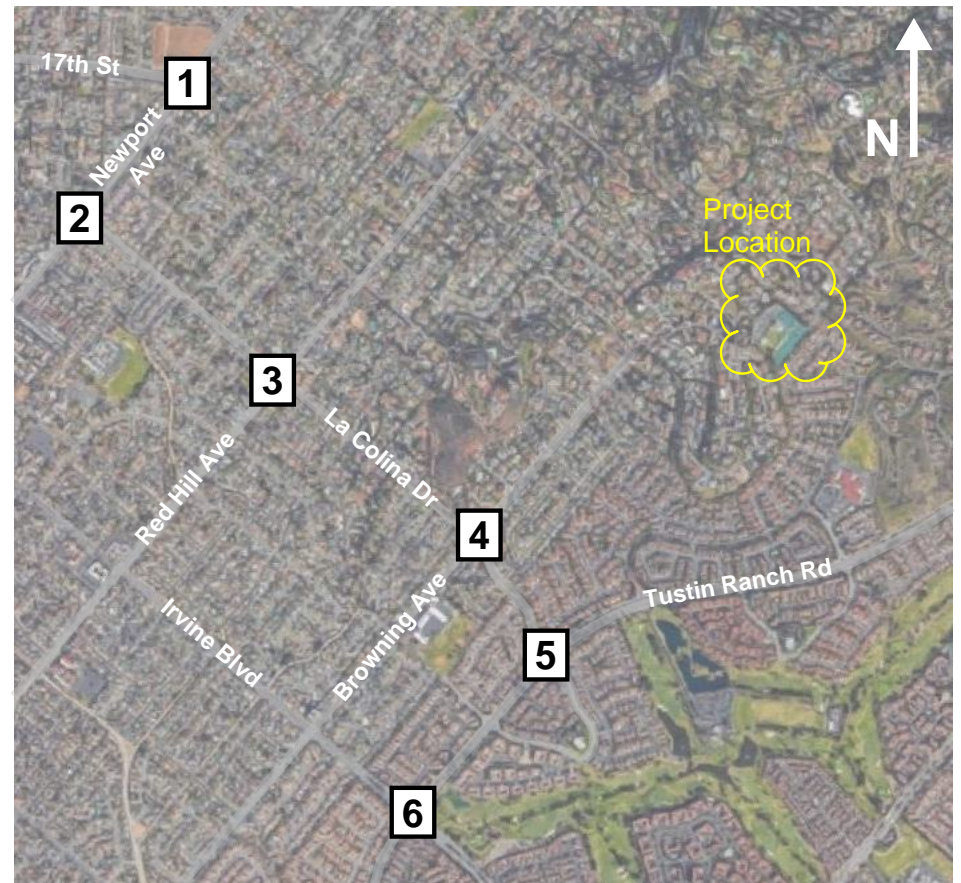 17th St
1
Newport
Ave
N
2
Project
Location
3
La Colina Dr
Red Hill Ave
4
Tustin Ranch Rd
Irvine Blvd
Browning Ave
5
6